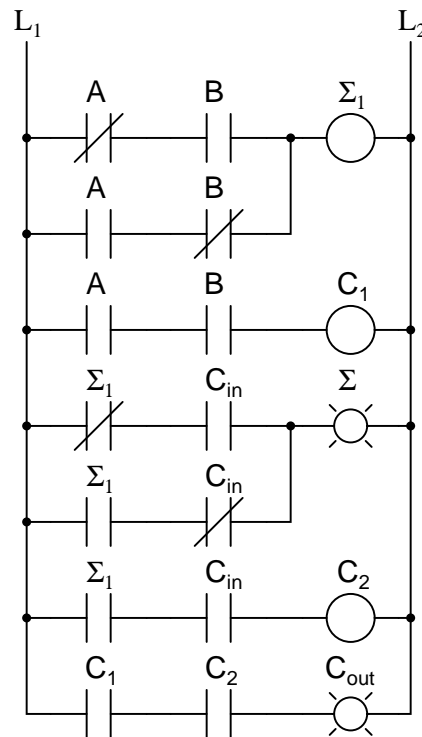 L₁ L₂
A B Σ₁
A B
A B C₁
Σ₁ Cᵢₙ Σ
Σ₁ Cᵢₙ
Σ₁ Cᵢₙ C₂
C₁ C₂ Cₒᵤₜ